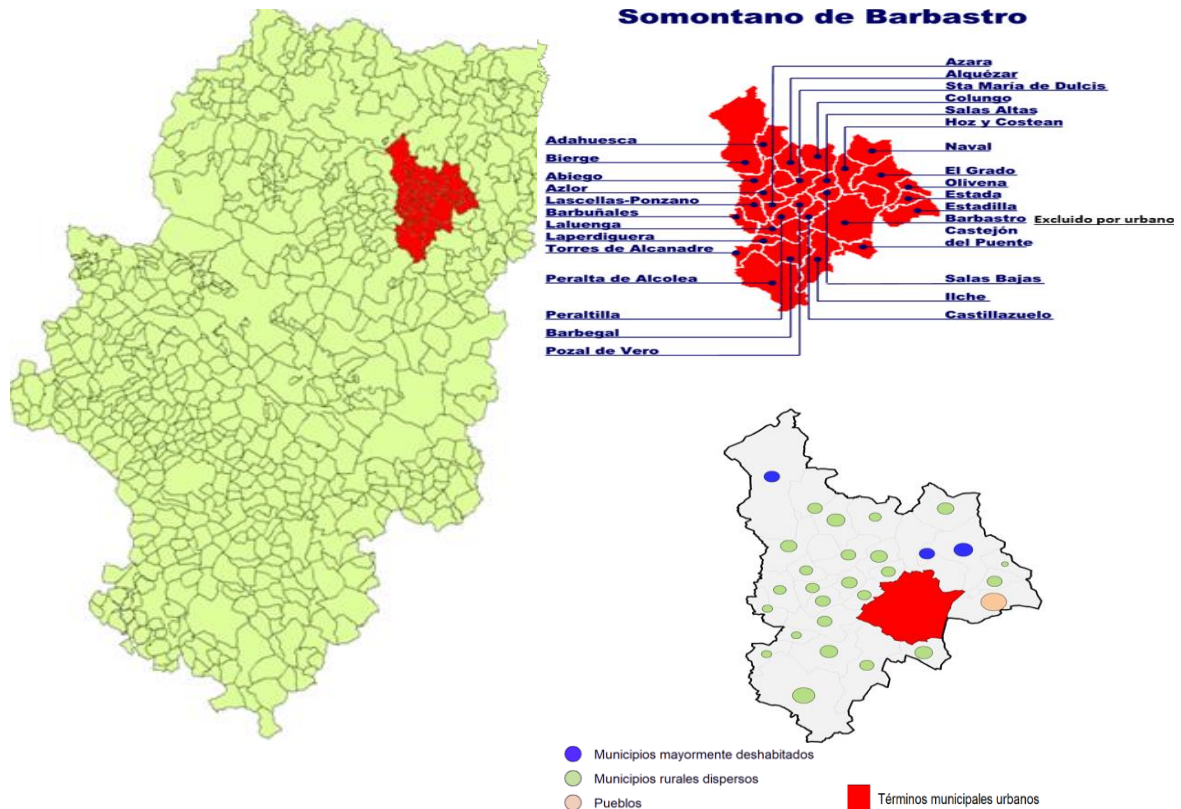 Somontano de Barbastro
Azara
Alquézar
Sta María de Dulcis
Colungo
Salas Altas
Hoz y Costean
Adahuesca
Bierge
Abiego
Azlor
Lascellas-Ponzano
Barbuñales
Laluenga
Laperdiguera
Torres de Alcanadre
Peralta de Alcolea
Peraltilla
Barbegal
Pozal de Vero
Naval
El Grado
Olivena
Estada
Estadilla
Barbastro Excluido por urbano
Castejón
del Puente
Salas Bajas
Ilche
Castillazuelo
Municipios mayormente deshabitados
Municipios rurales dispersos
Pueblos
Términos municipales urbanos